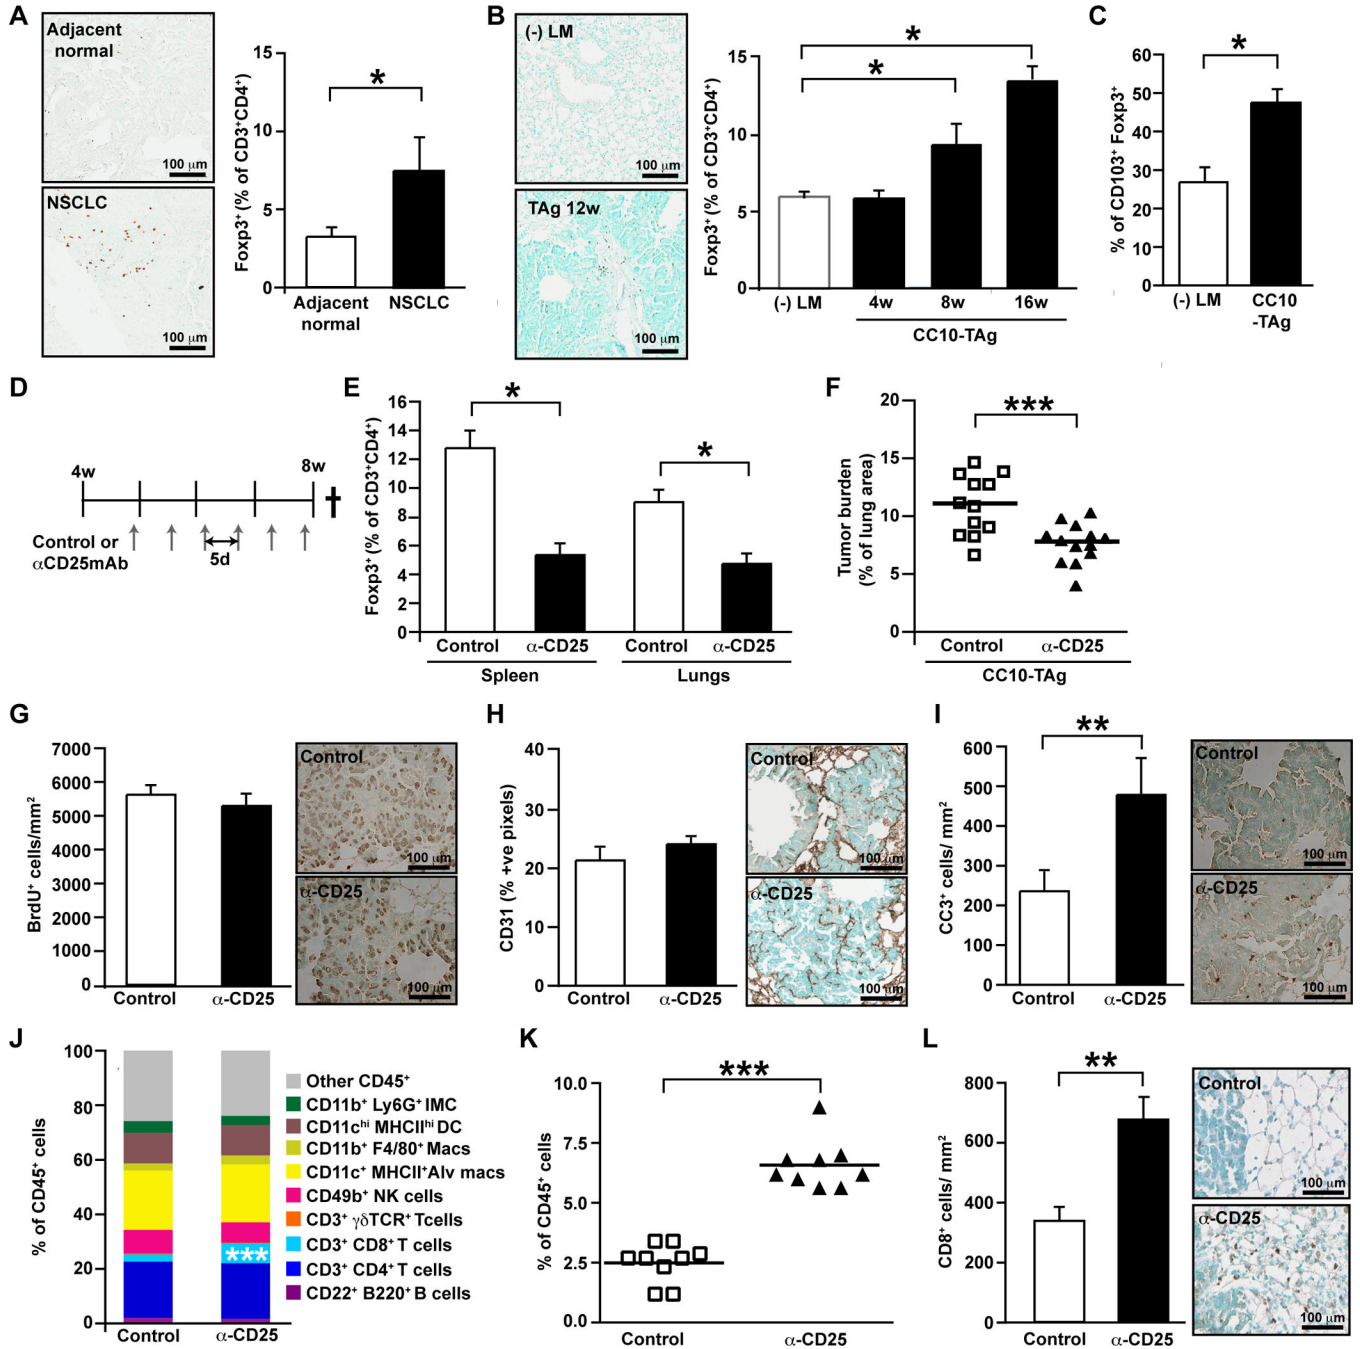 A
Adjacent
normal
100 µm
NSCLC
100 µm
Foxp3⁺ (% of CD3⁺CD4⁺)
15
10
5
0
*
Adjacent
normal
NSCLC
B
(-) LM
100 µm
TAg 12w
100 µm
Foxp3⁺ (% of CD3⁺CD4⁺)
15
10
5
0
*
*
(-) LM
4w
8w
16w
CC10-TAg
C
% of CD103⁺ Foxp3⁺
60
50
40
30
20
10
0
*
(-) LM
CC10
-TAg
D
4w
8w
Control or
αCD25mAb
5d
E
Foxp3⁺ (% of CD3⁺CD4⁺)
16
14
12
10
8
6
4
2
0
*
*
Control
α-CD25
Control
α-CD25
Spleen
Lungs
F
Tumor burden
(% of lung area)
20
15
10
5
0
***
Control
α-CD25
CC10-TAg
G
BrdU⁺ cells/mm²
7000
6000
5000
4000
3000
2000
1000
0
Control
α-CD25
Control
100 µm
α-CD25
100 µm
H
CD31 (% +ve pixels)
40
30
20
10
0
Control
α-CD25
Control
100 µm
α-CD25
100 µm
I
CC3⁺ cells/ mm²
600
500
400
300
200
100
0
**
Control
α-CD25
Control
100 µm
α-CD25
100 µm
J
% of CD45⁺ cells
100
80
60
40
20
0
***
Control
α-CD25
Other CD45⁺
CD11b⁺ Ly6G⁺ IMC
CD11cʰⁱ MHCIIʰⁱ DC
CD11b⁺ F4/80⁺ Macs
CD11c⁺ MHCII⁺Alv macs
CD49b⁺ NK cells
CD3⁺ γδTCR⁺ Tcells
CD3⁺ CD8⁺ T cells
CD3⁺ CD4⁺ T cells
CD22⁺ B220⁺ B cells
K
% of CD45⁺ cells
10.0
7.5
5.0
2.5
0.0
***
Control
α-CD25
L
CD8⁺ cells/ mm²
800
600
400
200
0
**
Control
α-CD25
Control
100 µm
α-CD25
100 µm